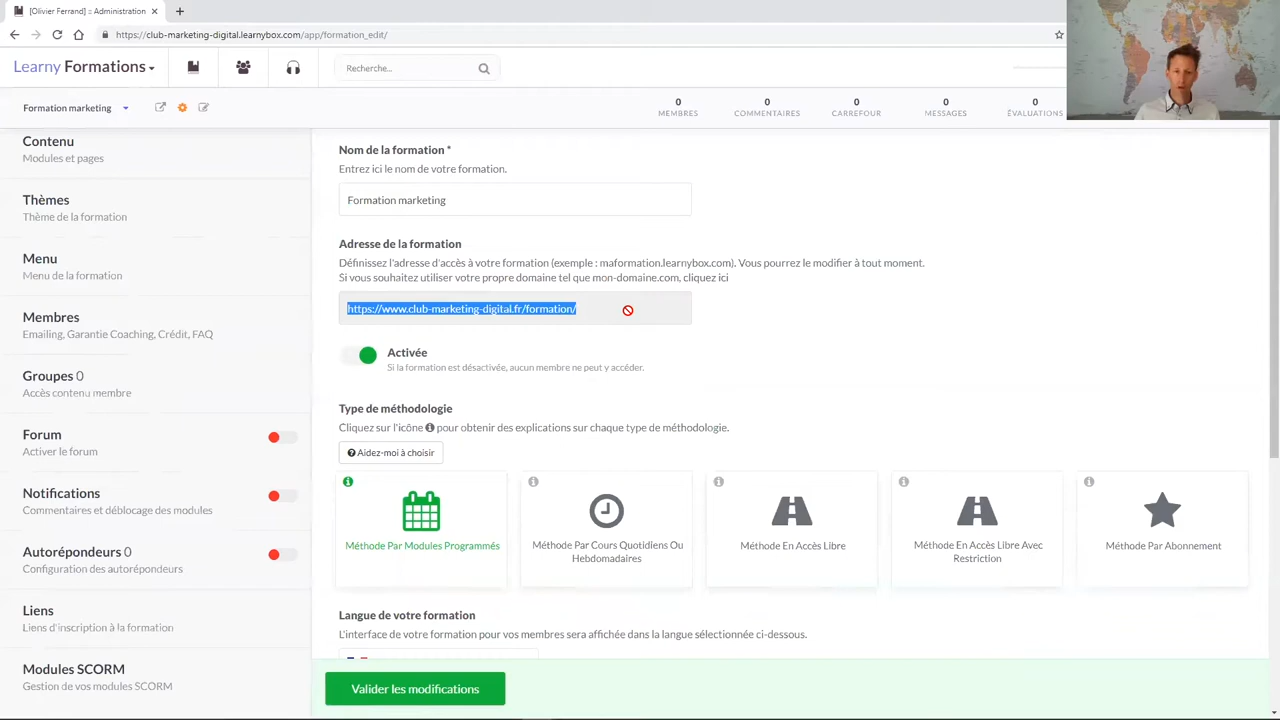 [Olivier Ferrand] :: Administration
https://club-marketing-digital.learnybox.com/app/formation_edit/
Learny Formations
Recherche...
Formation marketing
0
MEMBRES
0
COMMENTAIRES
0
CARREFOUR
0
MESSAGES
0
ÉVALUATIONS
Contenu
Modules et pages
Thèmes
Thème de la formation
Menu
Menu de la formation
Membres
Emailing, Garantie Coaching, Crédit, FAQ
Groupes 0
Accès contenu membre
Forum
Activer le forum
Notifications
Commentaires et déblocage des modules
Autorépondeurs 0
Configuration des autorépondeurs
Liens
Liens d'inscription à la formation
Modules SCORM
Gestion de vos modules SCORM
Nom de la formation *
Entrez ici le nom de votre formation.
Formation marketing
Adresse de la formation
Définissez l'adresse d'accès à votre formation (exemple : maformation.learnybox.com). Vous pourrez le modifier à tout moment.
Si vous souhaitez utiliser votre propre domaine tel que mon-domaine.com, cliquez ici
https://www.club-marketing-digital.fr/formation/
Activée
Si la formation est désactivée, aucun membre ne peut y accéder.
Type de méthodologie
Cliquez sur l'icône pour obtenir des explications sur chaque type de méthodologie.
Aidez-moi à choisir
Méthode Par Modules Programmés
Méthode Par Cours Quotidiens Ou
Hebdomadaires
Méthode En Accès Libre
Méthode En Accès Libre Avec
Restriction
Méthode Par Abonnement
Langue de votre formation
L'interface de votre formation pour vos membres sera affichée dans la langue sélectionnée ci-dessous.
Valider les modifications